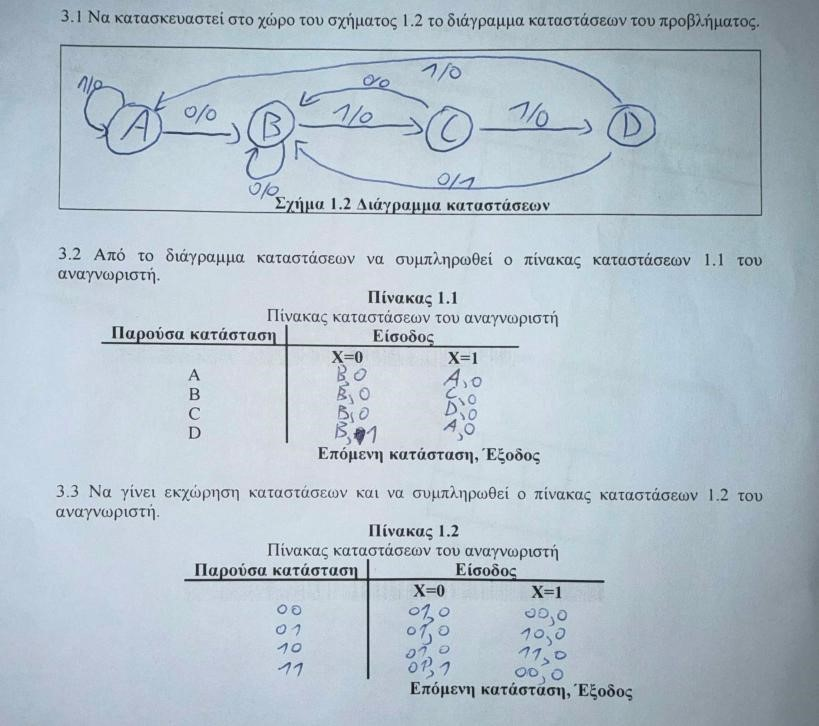 3.1 Να κατασκευαστεί στο χώρο του σχήματος 1.2 το διάγραμμα καταστάσεων του προβλήματος.
1/0
0/0
1/0
A 0/0 B 1/0 C 1/0 D
0/0
0/1
Σχήμα 1.2 Διάγραμμα καταστάσεων
3.2 Από το διάγραμμα καταστάσεων να συμπληρωθεί ο πίνακας καταστάσεων 1.1 του
αναγνωριστή.
Πίνακας 1.1
Πίνακας καταστάσεων του αναγνωριστή
Παρούσα κατάσταση Είσοδος
X=0 X=1
A B,0 A,0
B B,0 C,0
C B,0 D,0
D B,1 A,0
Επόμενη κατάσταση, Έξοδος
3.3 Να γίνει εκχώρηση καταστάσεων και να συμπληρωθεί ο πίνακας καταστάσεων 1.2 του
αναγνωριστή.
Πίνακας 1.2
Πίνακας καταστάσεων του αναγνωριστή
Παρούσα κατάσταση Είσοδος
X=0 X=1
00 01,0 00,0
01 01,0 10,0
10 01,0 11,0
11 01,1 00,0
Επόμενη κατάσταση, Έξοδος